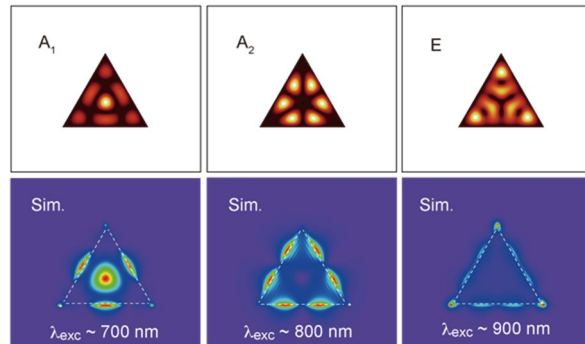 A₁
A₂
E
Sim.
Sim.
Sim.
λexc ~ 700 nm
λexc ~ 800 nm
λexc ~ 900 nm